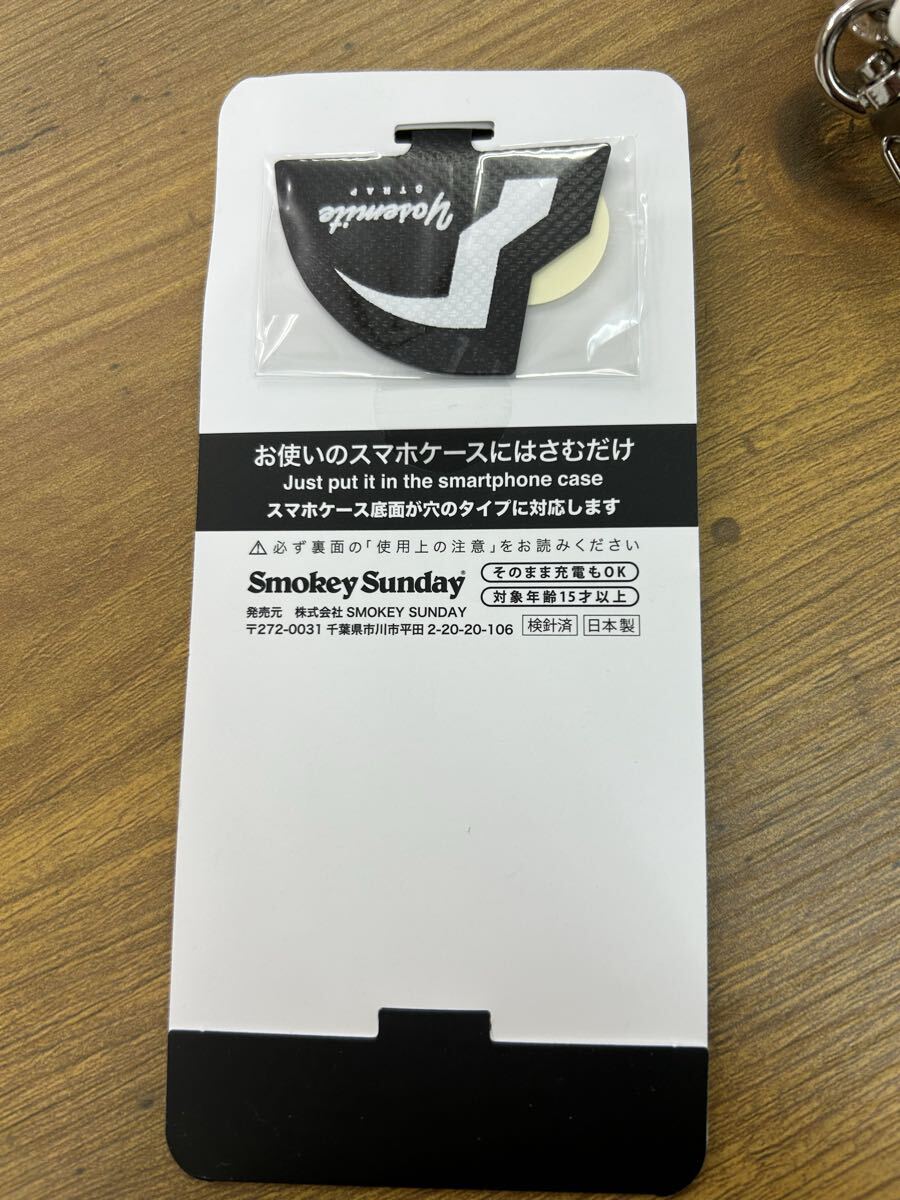 Yosemite
STRAP
お使いのスマホケースにはさむだけ
Just put it in the smartphone case
スマホケース底面が穴のタイプに対応します
⚠必ず裏面の「使用上の注意」をお読みください
Smokey Sunday®
そのまま充電もOK
対象年齢15才以上
発売元 株式会社 SMOKEY SUNDAY
〒272-0031 千葉県市川市平田 2-20-20-106 検針済 日本製